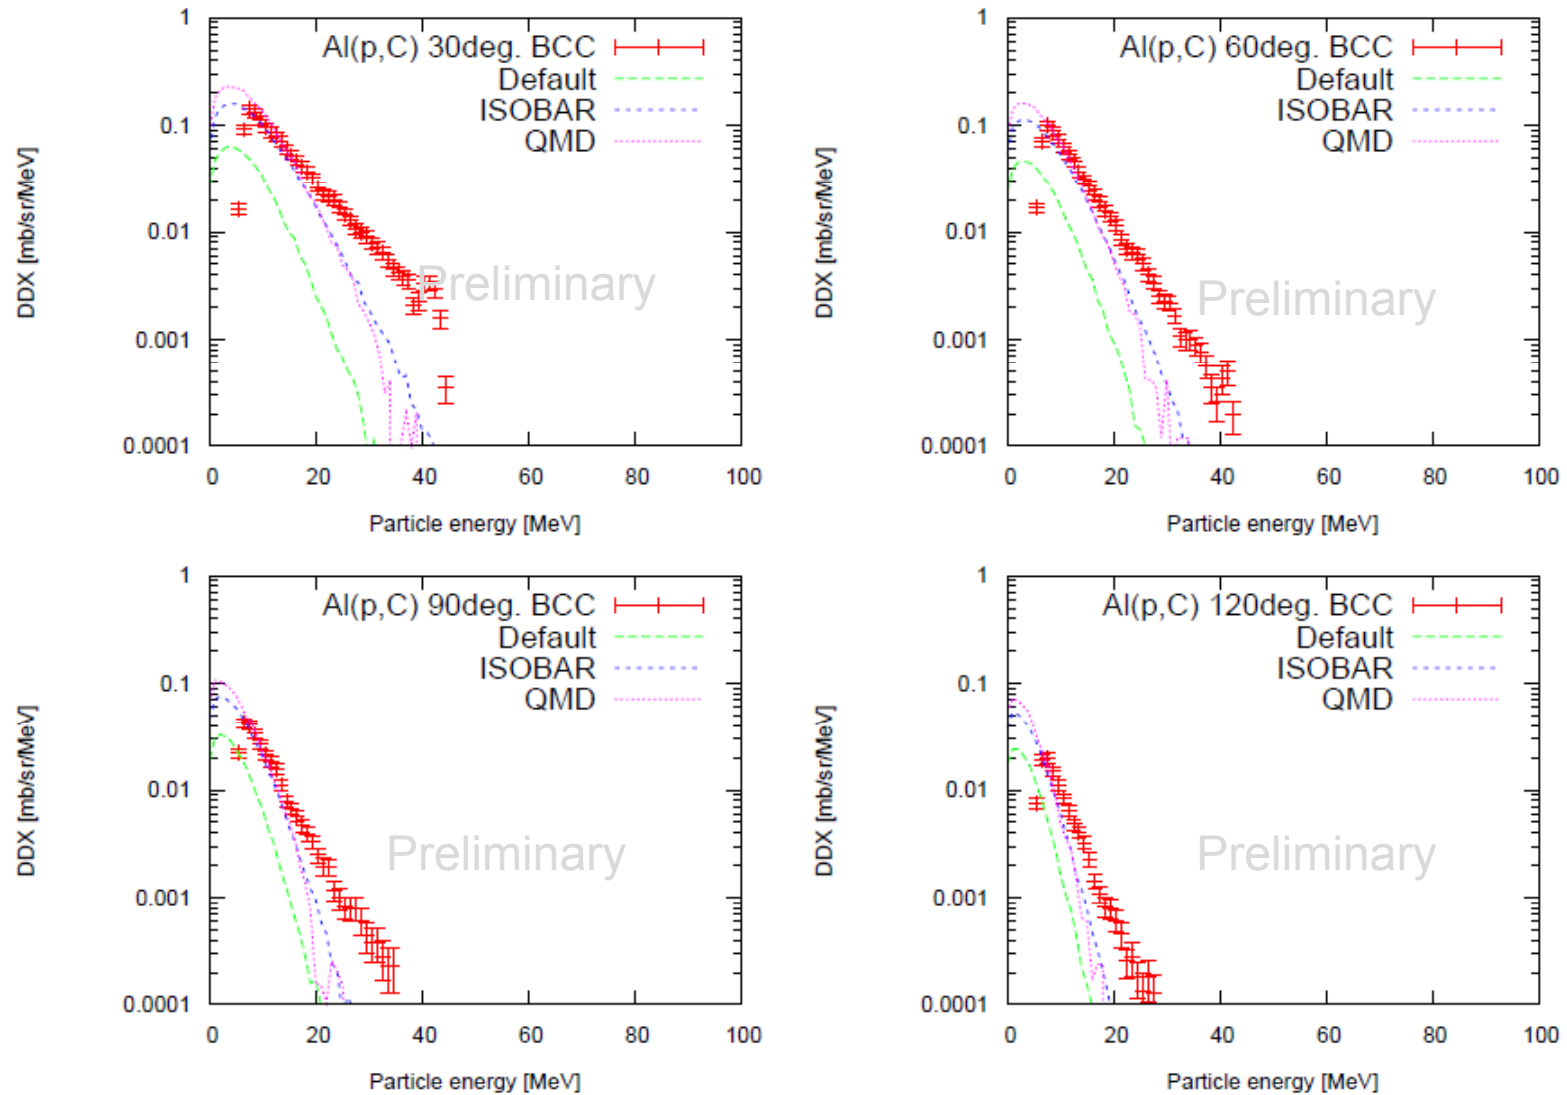 1
0.1
0.01
0.001
0.0001
DDX [mb/sr/MeV]
Al(p,C) 30deg. BCC
Default
ISOBAR
QMD
Preliminary
0 20 40 60 80 100
Particle energy [MeV]
1
0.1
0.01
0.001
0.0001
DDX [mb/sr/MeV]
Al(p,C) 60deg. BCC
Default
ISOBAR
QMD
Preliminary
0 20 40 60 80 100
Particle energy [MeV]
1
0.1
0.01
0.001
0.0001
DDX [mb/sr/MeV]
Al(p,C) 90deg. BCC
Default
ISOBAR
QMD
Preliminary
0 20 40 60 80 100
Particle energy [MeV]
1
0.1
0.01
0.001
0.0001
DDX [mb/sr/MeV]
Al(p,C) 120deg. BCC
Default
ISOBAR
QMD
Preliminary
0 20 40 60 80 100
Particle energy [MeV]